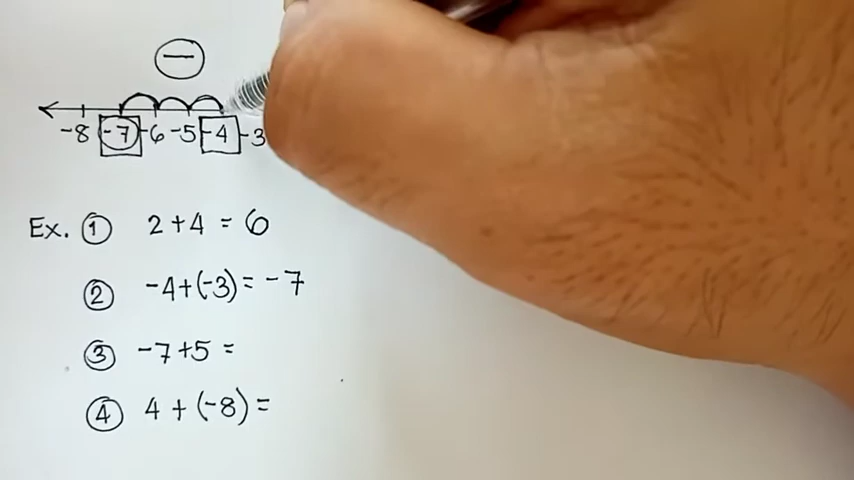 −
-8 -7 -6 -5 -4 -3
Ex. ① 2 + 4 = 6
② -4 + (-3) = -7
③ -7 + 5 =
④ 4 + (-8) =